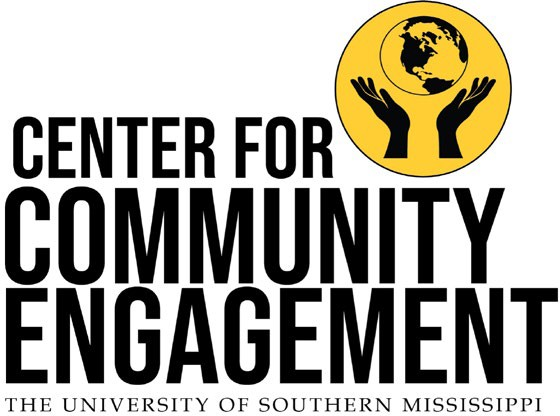 CENTER FOR
COMMUNITY
ENGAGEMENT
THE UNIVERSITY OF SOUTHERN MISSISSIPPI